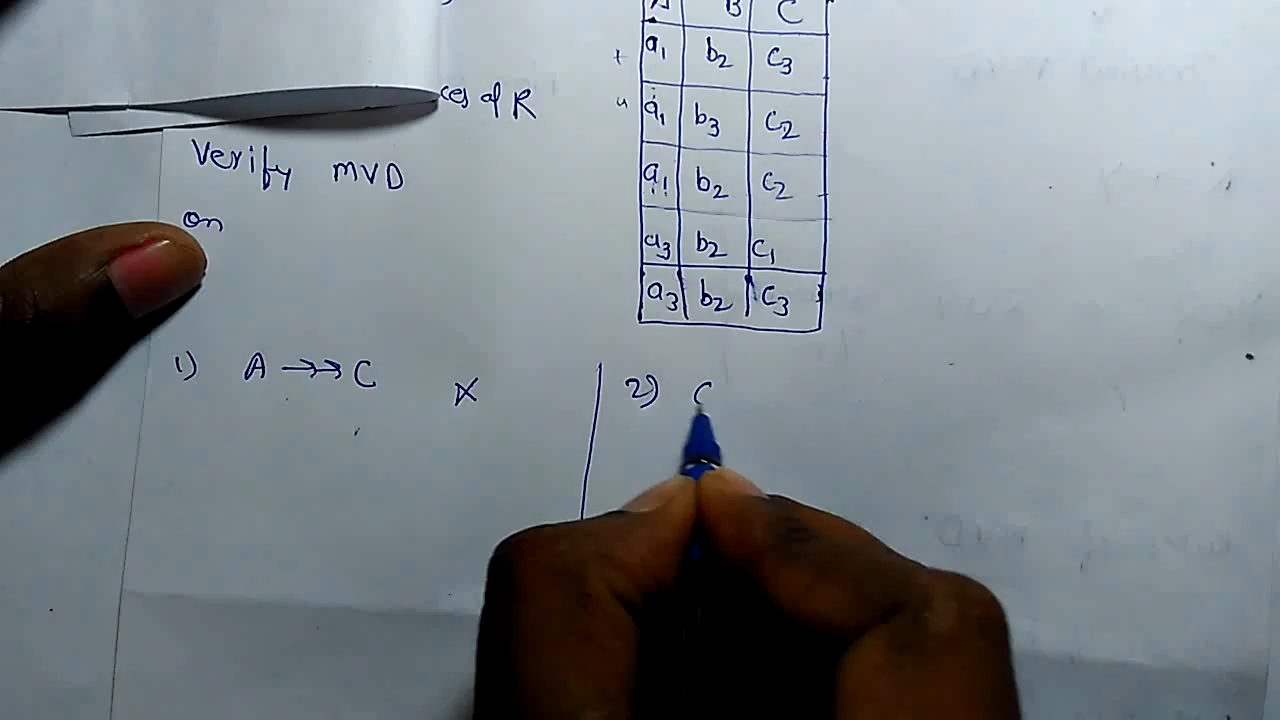 A B C
a1 b2 c3
ces of R
u a1 b3 c2
Verify MVD
a1 b2 c2
on
a3 b2 c1
a3 b2 c3
1) A →→ C X
2) C